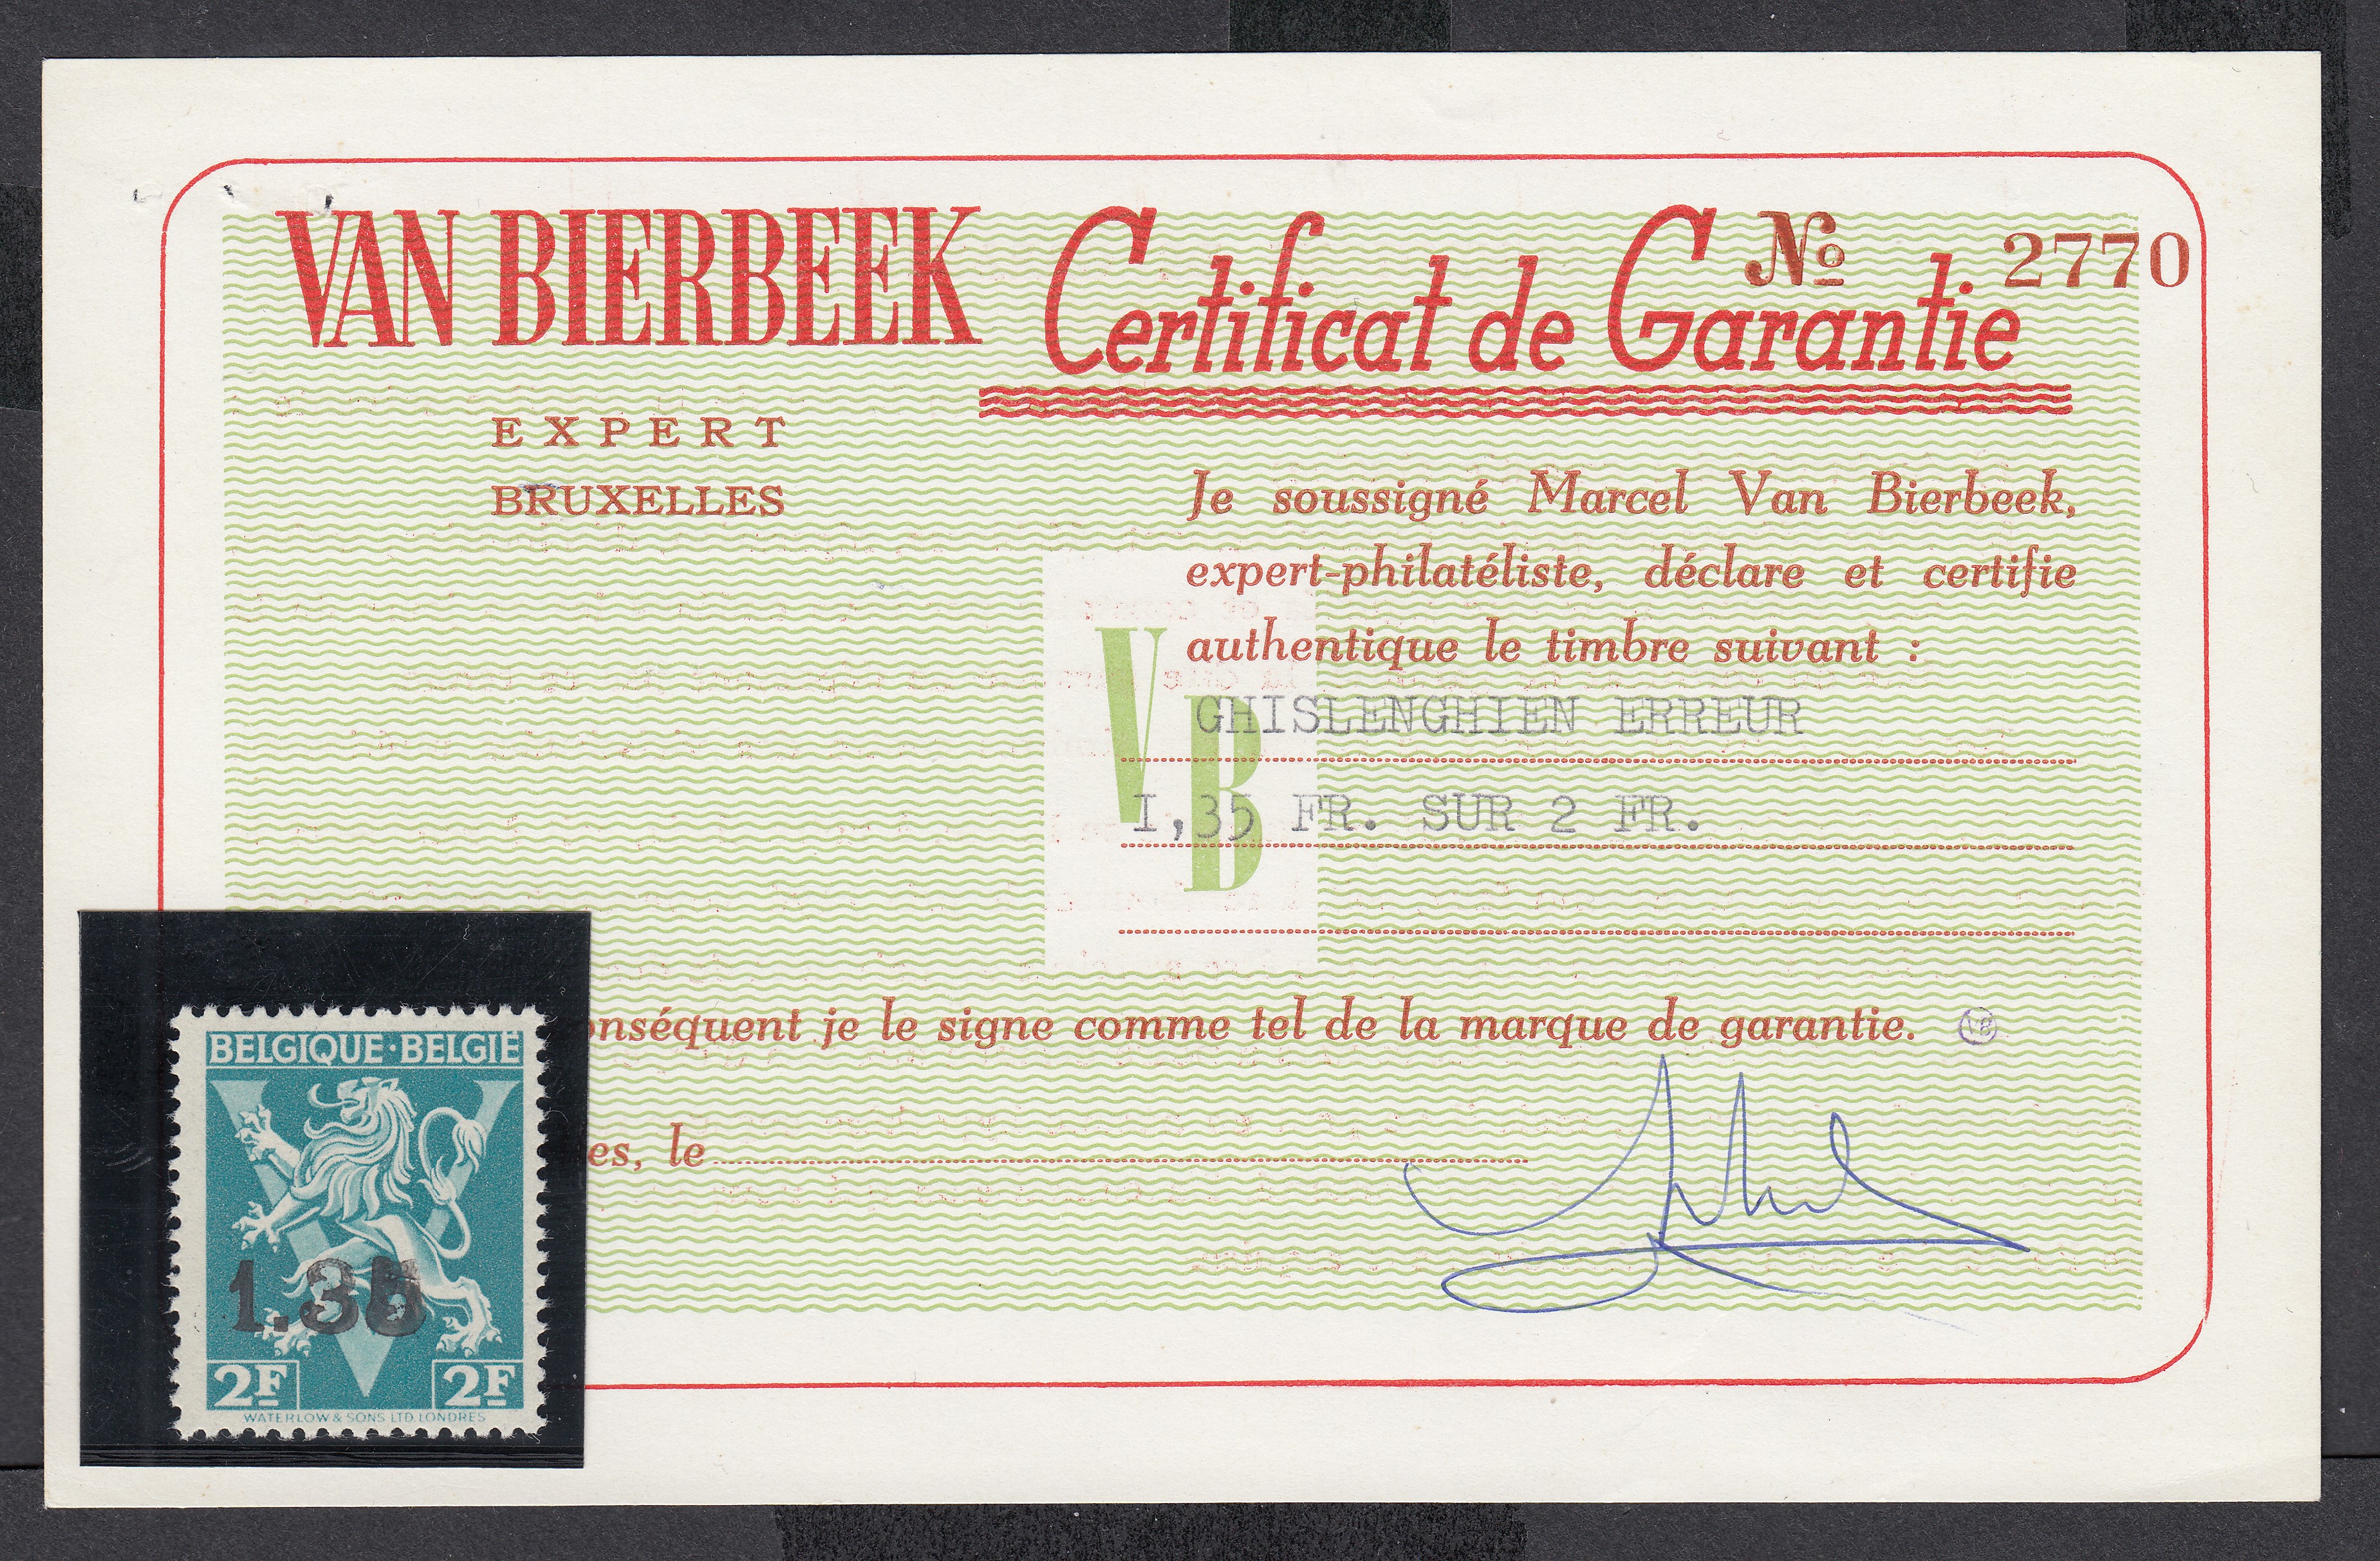 VAN BIERBEEK
Certificat de Garantie
№ 2770
EXPERT
BRUXELLES
Je soussigné Marcel Van Bierbeek,
expert-philatéliste, déclare et certifie
authentique le timbre suivant :
VB
GHISLENGHIEN ERREUR
I,35 FR. SUR 2 FR.
onséquent je le signe comme tel de la marque de garantie.
es, le
BELGIQUE·BELGIË
1.35
2F 2F
WATERLOW & SONS LTD. LONDRES